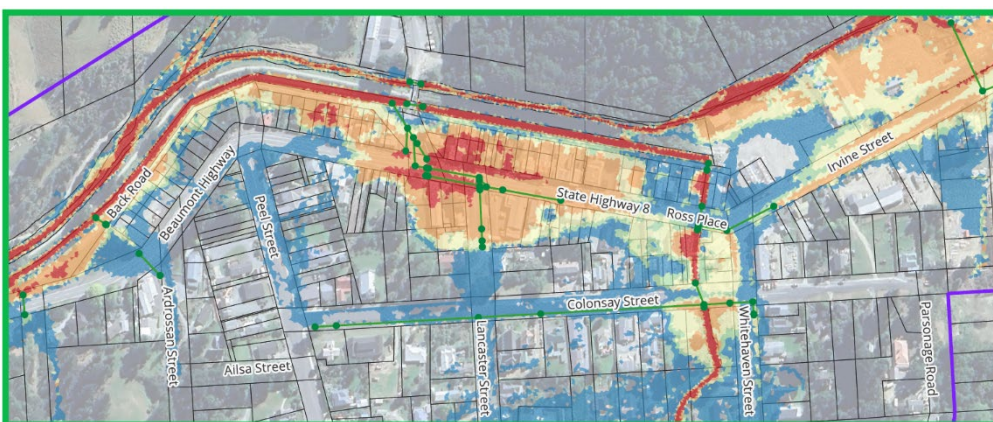 Irvine Street
Back Road
Beaumont Highway
State Highway 8
Ross Place
Peel Street
Colonsay Street
Ardrossan Street
Ailsa Street
Lancaster Street
Whitehaven Street
Parsonage Road